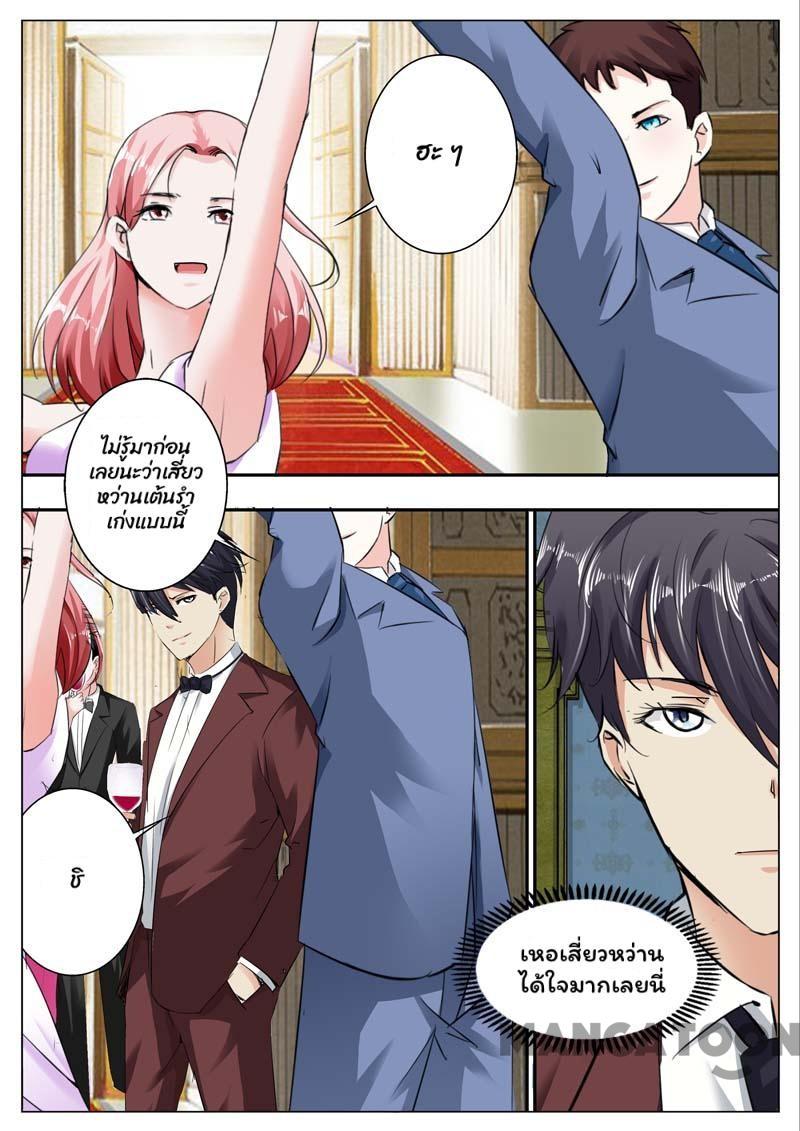 ฮะ ๆ
ไม่รู้มาก่อน
เลยนะว่าเสี่ยว
หว่านเต้นรำ
เก่งแบบนี้
ชิ
เหอเสี่ยวหว่าน
ได้ใจมากเลยนี่
MANGATOON